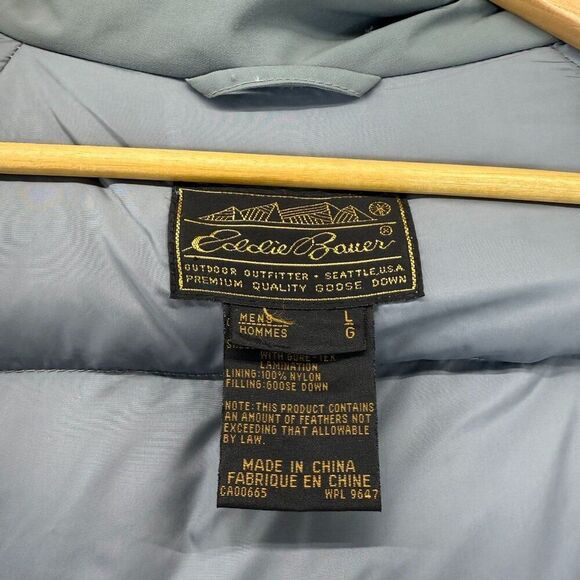 Eddie Bauer®
OUTDOOR OUTFITTER • SEATTLE, U.S.A.
PREMIUM QUALITY GOOSE DOWN
MENS L
HOMMES G
WITH GORE-TEX
LAMINATION
LINING:100% NYLON
FILLING:GOOSE DOWN
NOTE:THIS PRODUCT CONTAINS
AN AMOUNT OF FEATHERS NOT
EXCEEDING THAT ALLOWABLE
BY LAW.
MADE IN CHINA
FABRIQUE EN CHINE
CA00665 WPL 9647